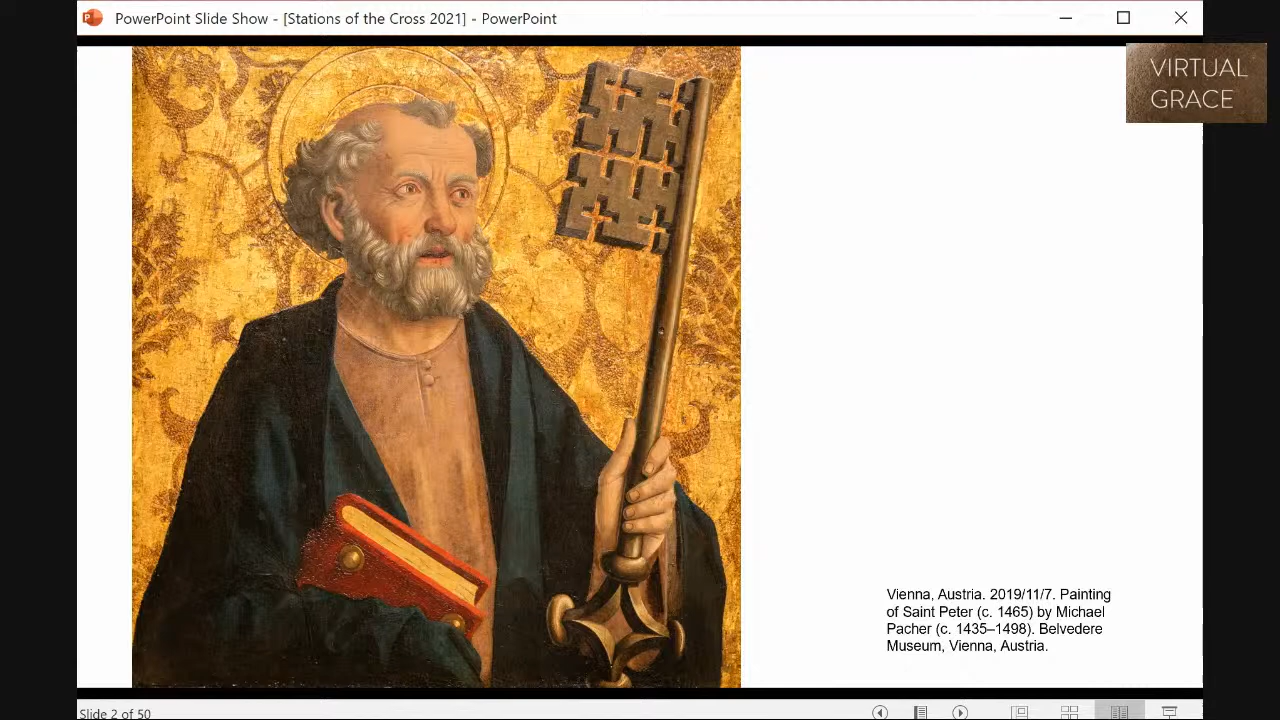 PowerPoint Slide Show - [Stations of the Cross 2021] - PowerPoint
VIRTUAL
GRACE
Vienna, Austria. 2019/11/7. Painting
of Saint Peter (c. 1465) by Michael
Pacher (c. 1435–1498). Belvedere
Museum, Vienna, Austria.
Slide 2 of 50